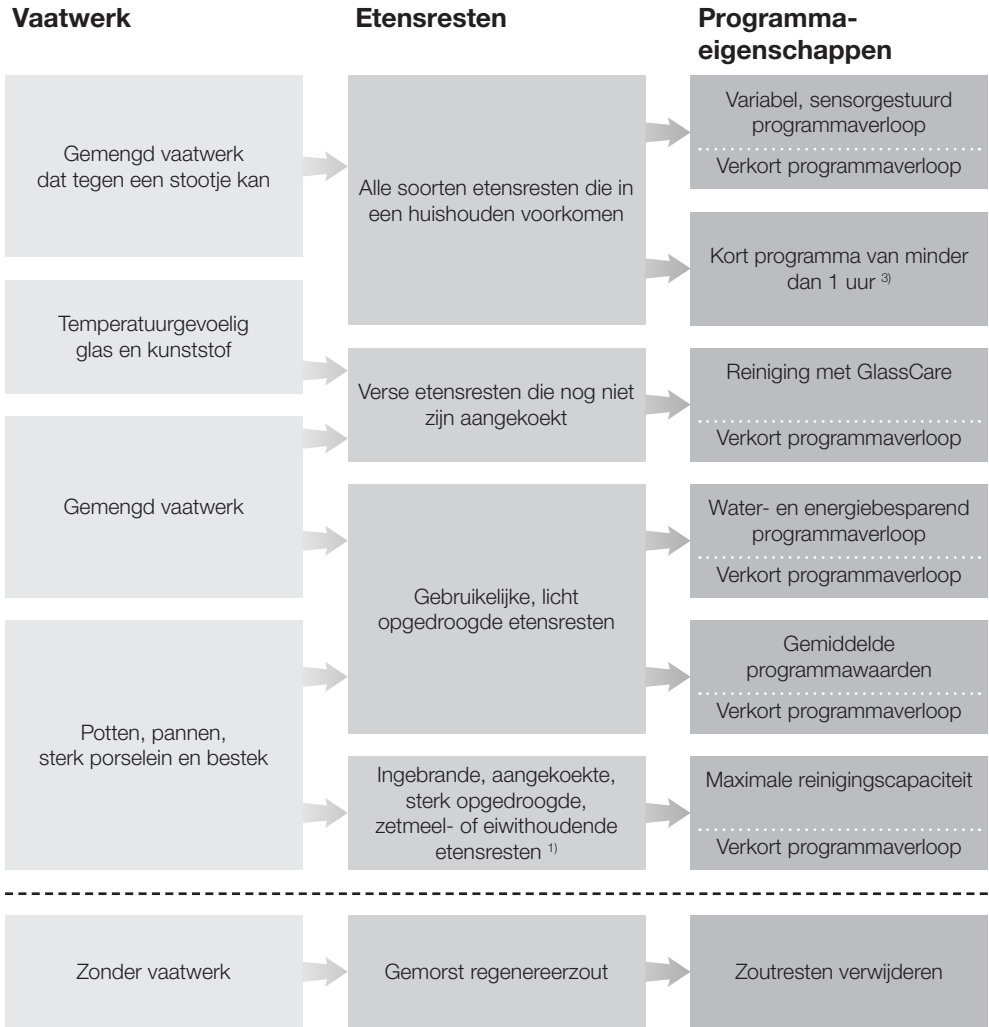 Vaatwerk
Etensresten
Programma-
eigenschappen
Gemengd vaatwerk
dat tegen een stootje kan
Alle soorten etensresten die in
een huishouden voorkomen
Variabel, sensorgestuurd
programmaverloop
Verkort programmaverloop
Kort programma van minder
dan 1 uur 3)
Temperatuurgevoelig
glas en kunststof
Verse etensresten die nog niet
zijn aangekoekt
Reiniging met GlassCare
Verkort programmaverloop
Gemengd vaatwerk
Gebruikelijke, licht
opgedroogde etensresten
Water- en energiebesparend
programmaverloop
Verkort programmaverloop
Gemiddelde
programmawaarden
Verkort programmaverloop
Potten, pannen,
sterk porselein en bestek
Ingebrande, aangekoekte,
sterk opgedroogde,
zetmeel- of eiwithoudende
etensresten 1)
Maximale reinigingscapaciteit
Verkort programmaverloop
Zonder vaatwerk
Gemorst regenereerzout
Zoutresten verwijderen